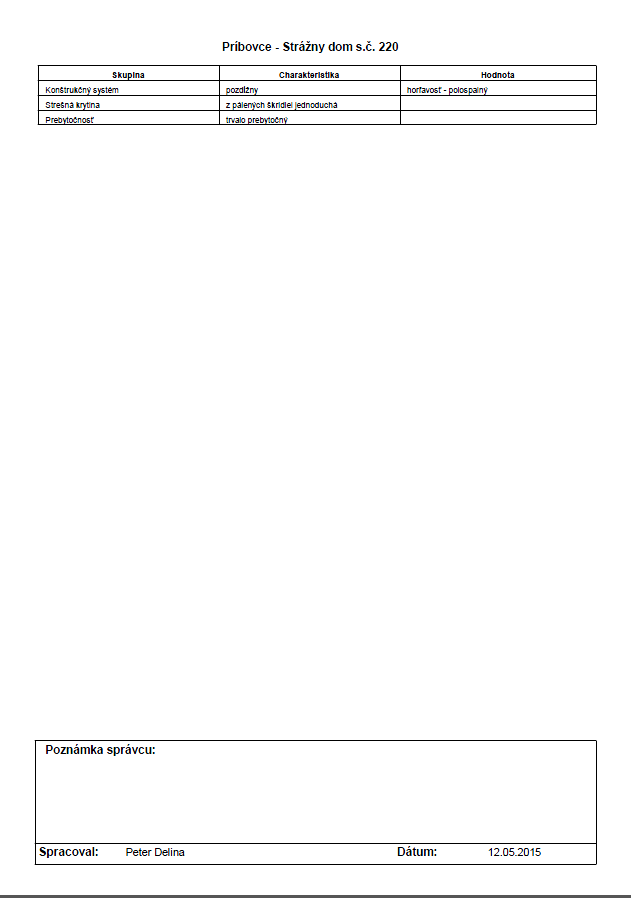 Príbovce - Strážny dom s.č. 220
Skupina Charakteristika Hodnota
Konštrukčný systém pozdĺžny horľavosť - polospalný
Strešná krytina z pálených škridiel jednoduchá
Prebytočnosť trvalo prebytočný
Poznámka správcu:
Spracoval: Peter Delina Dátum: 12.05.2015